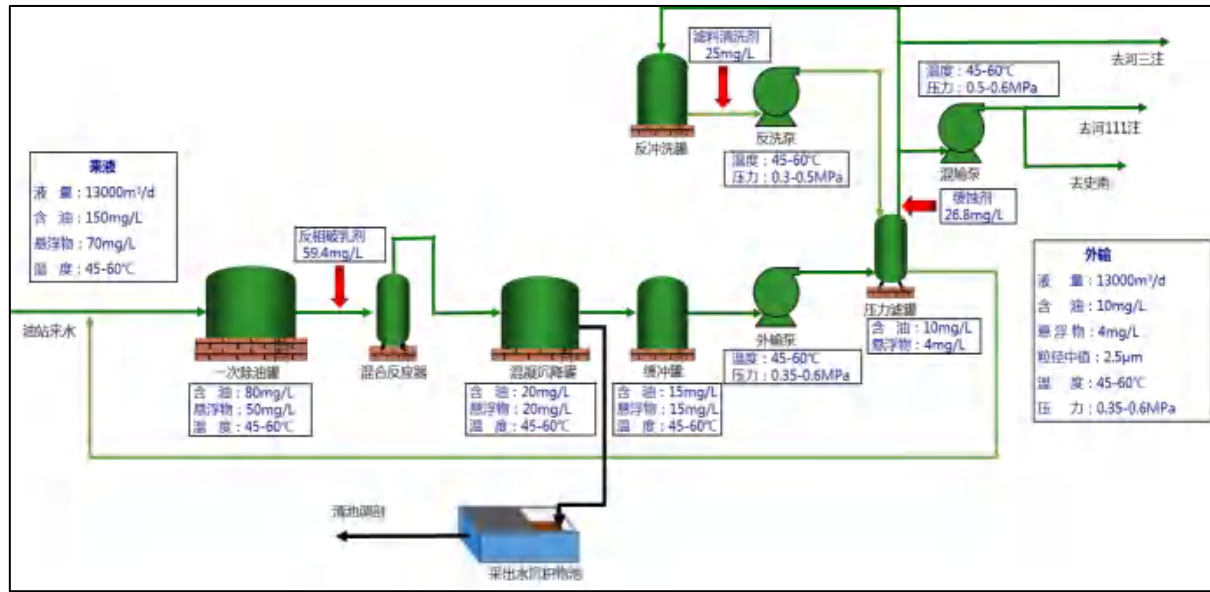 滤料清洗剂
25mg/L
去河三注
温度：45-60℃
压力：0.5-0.6MPa
去河111注
反冲洗罐
反洗泵
温度：45-60℃
压力：0.3-0.5MPa
混输泵
去史南
来液
液 量：13000m³/d
含 油：150mg/L
悬浮物：70mg/L
温 度：45-60℃
缓蚀剂
26.8mg/L
反相破乳剂
59.4mg/L
外输
液 量：13000m³/d
含 油：10mg/L
悬浮物：4mg/L
粒径中值：2.5μm
温 度：45-60℃
压 力：0.35-0.6MPa
油站来水
一次除油罐
含 油：80mg/L
悬浮物：50mg/L
温 度：45-60℃
混合反应器
混凝沉降罐
含 油：20mg/L
悬浮物：20mg/L
温 度：45-60℃
缓冲罐
含 油：15mg/L
悬浮物：15mg/L
温 度：45-60℃
外输泵
温度：45-60℃
压力：0.35-0.6MPa
压力滤罐
含 油：10mg/L
悬浮物：4mg/L
清池调剖
采出水沉积物池